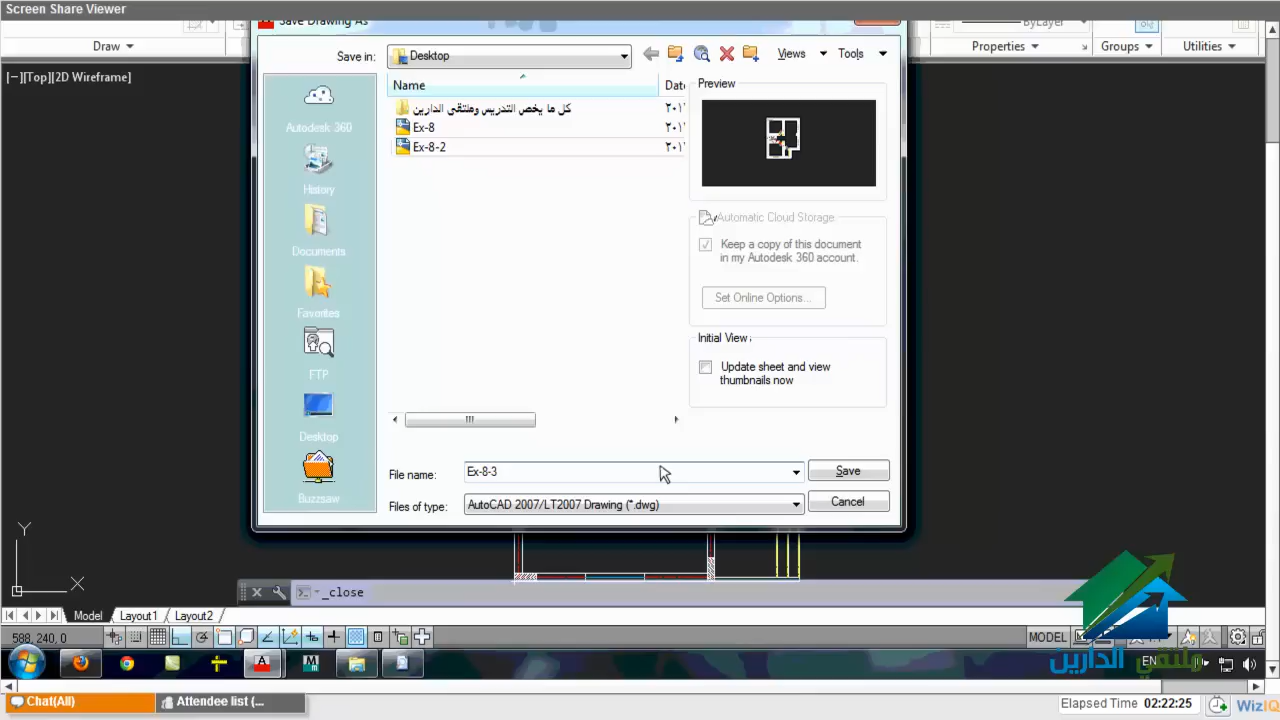 Screen Share Viewer
Save Drawing As
Draw
ByLayer
Properties
Groups
Utilities
[−][Top][2D Wireframe]
Save in:
Desktop
Views
Tools
Name
Date
كل ما يخص التدريس وملتقى الدارين
Ex-8
Ex-8-2
Autodesk 360
History
Documents
Favorites
FTP
Desktop
Buzzsaw
Preview
Automatic Cloud Storage
Keep a copy of this document
in my Autodesk 360 account.
Set Online Options...
Initial View
Update sheet and view
thumbnails now
File name:
Ex-8-3
Save
Files of type:
AutoCAD 2007/LT2007 Drawing (*.dwg)
Cancel
Y
X
_close
Model
Layout1
Layout2
588, 240, 0
MODEL
ملتقي الدارين
EN
Chat(All)
Attendee list (...
Elapsed Time
02:22:25
WizIQ